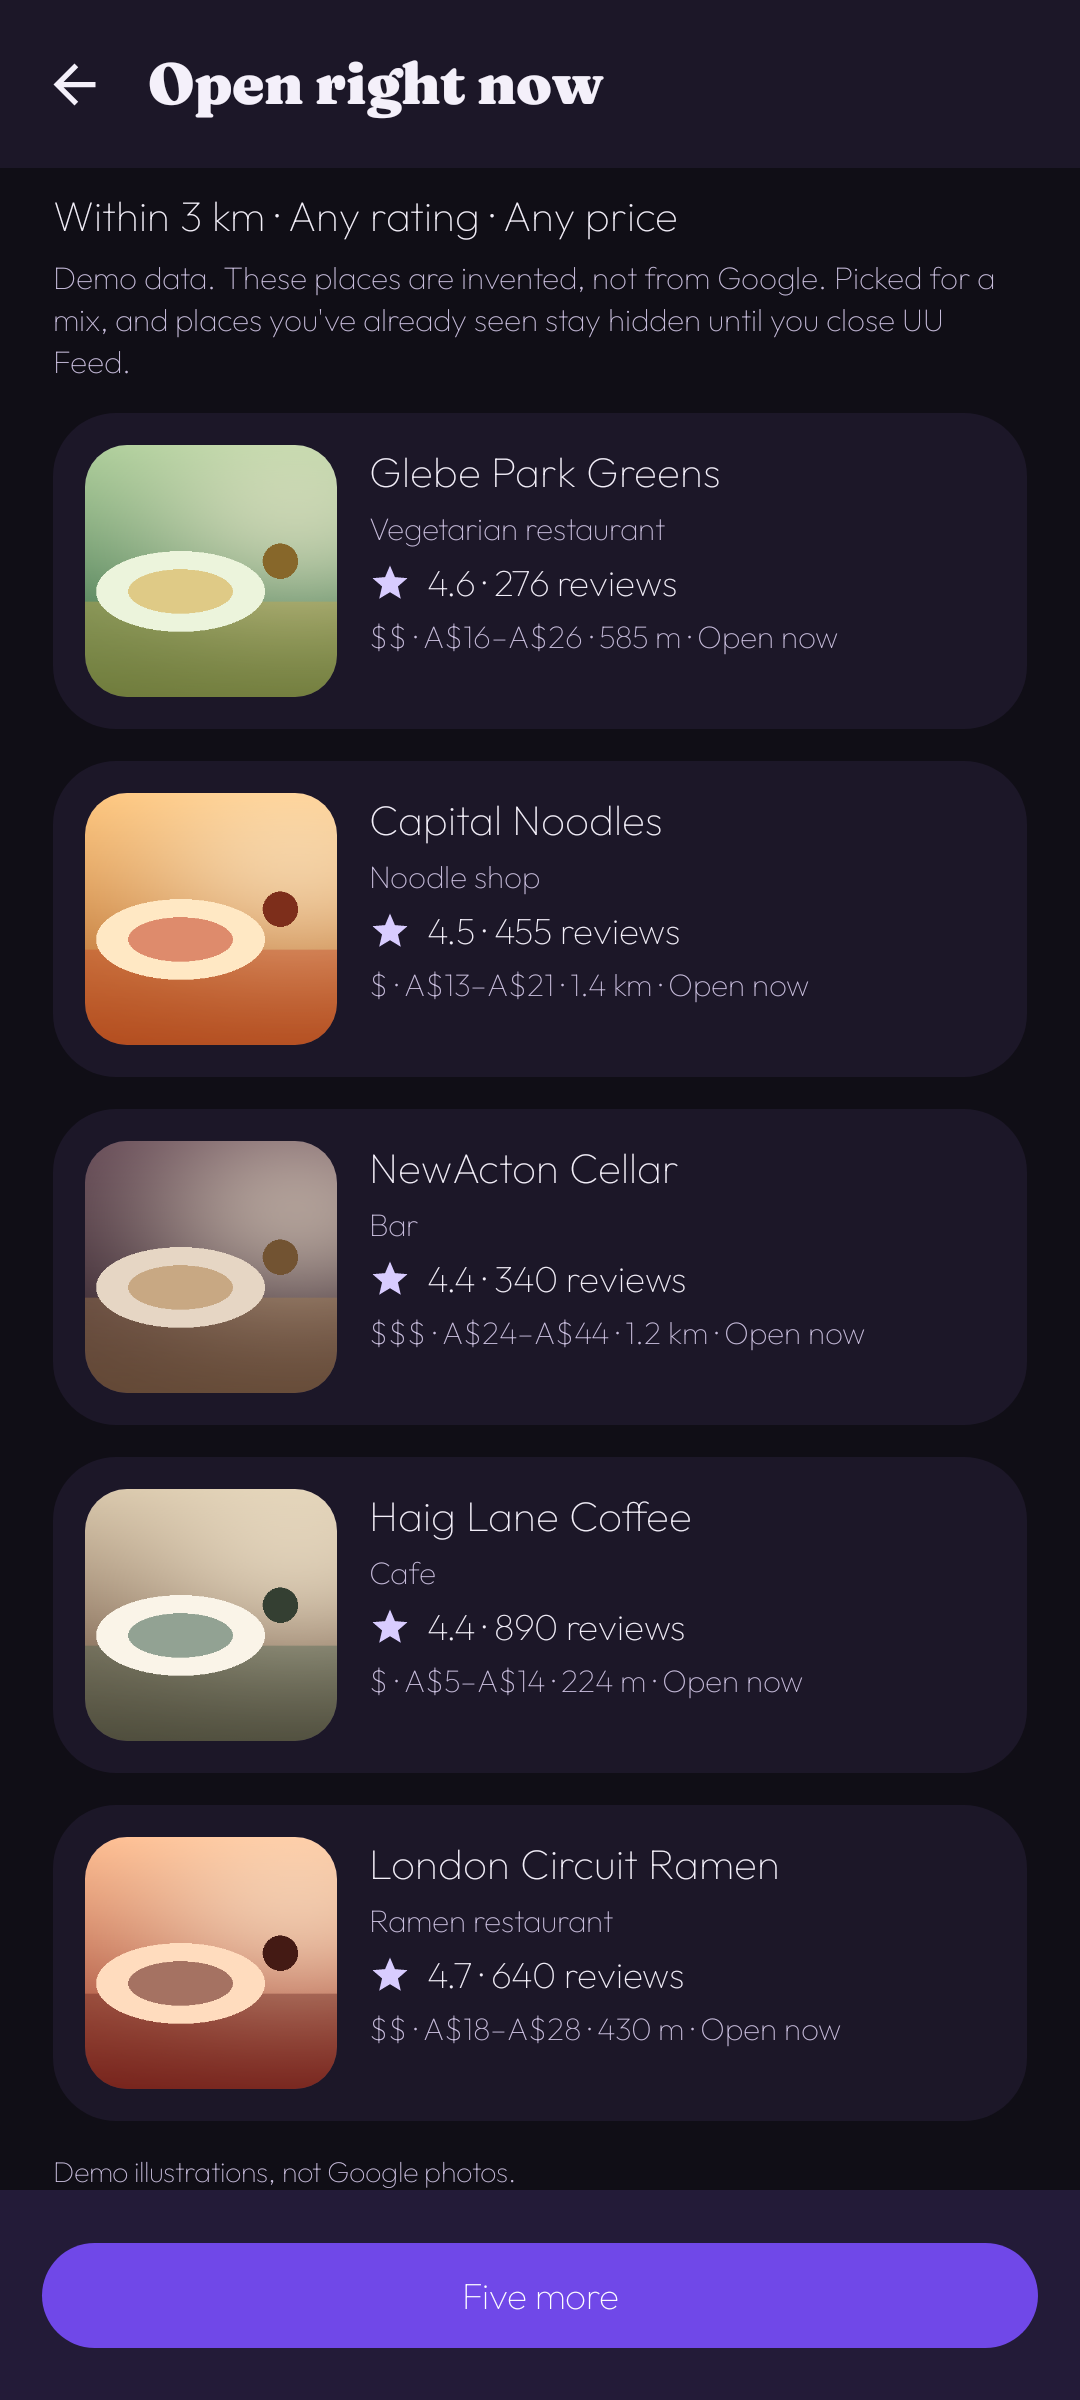 Open right now
Within 3 km · Any rating · Any price
Demo data. These places are invented, not from Google. Picked for a
mix, and places you've already seen stay hidden until you close UU
Feed.
Glebe Park Greens
Vegetarian restaurant
4.6 · 276 reviews
$$ · A$16–A$26 · 585 m · Open now
Capital Noodles
Noodle shop
4.5 · 455 reviews
$ · A$13–A$21 · 1.4 km · Open now
NewActon Cellar
Bar
4.4 · 340 reviews
$$$ · A$24–A$44 · 1.2 km · Open now
Haig Lane Coffee
Cafe
4.4 · 890 reviews
$ · A$5–A$14 · 224 m · Open now
London Circuit Ramen
Ramen restaurant
4.7 · 640 reviews
$$ · A$18–A$28 · 430 m · Open now
Demo illustrations, not Google photos.
Five more